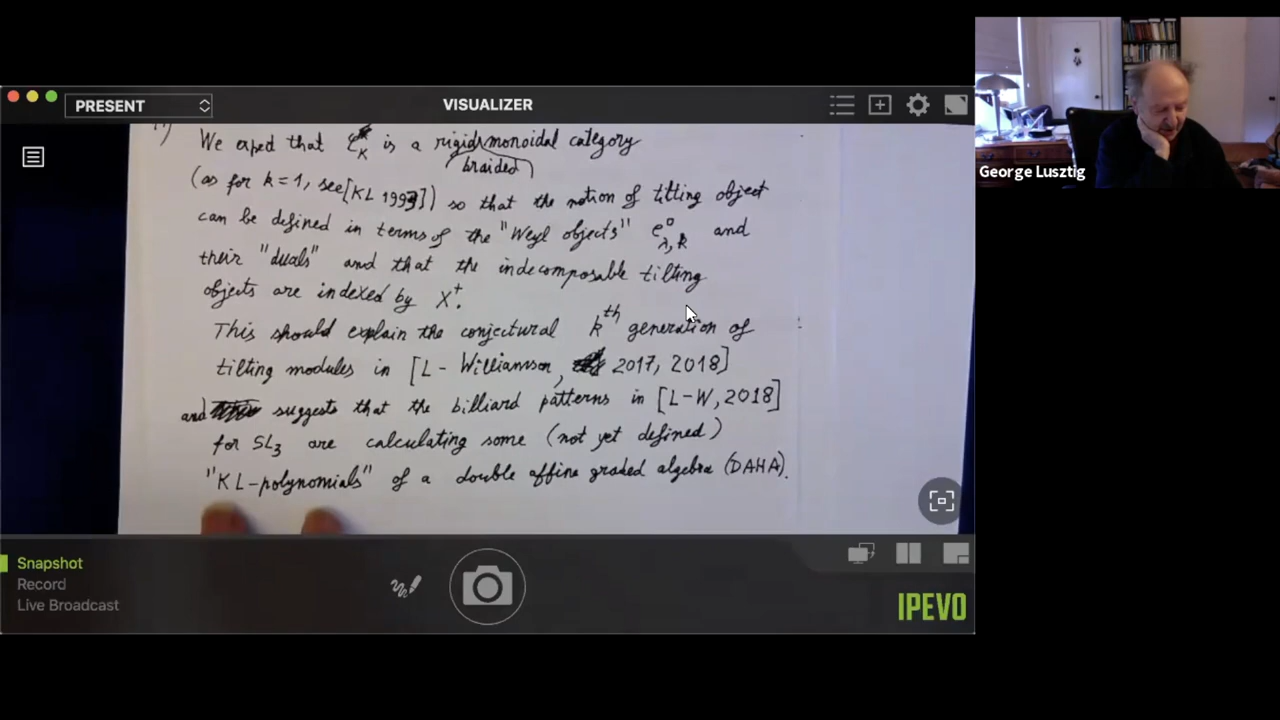 PRESENT
VISUALIZER
We expect that 𝒞_K is a rigid monoidal category
braided
(as for k=1, see [KL 1993]) so that the notion of tilting object
can be defined in terms of the "Weyl objects" e⁰_{λ,k} and
their "duals" and that the indecomposable tilting
objects are indexed by X⁺.
This should explain the conjectural kᵗʰ generation of
tilting modules in [L - Williamson, 2017, 2018]
and suggests that the billiard patterns in [L-W, 2018]
for SL₃ are calculating some (not yet defined)
"KL-polynomials" of a double affine graded algebra (DAHA).
George Lusztig
Snapshot
Record
Live Broadcast
IPEVO